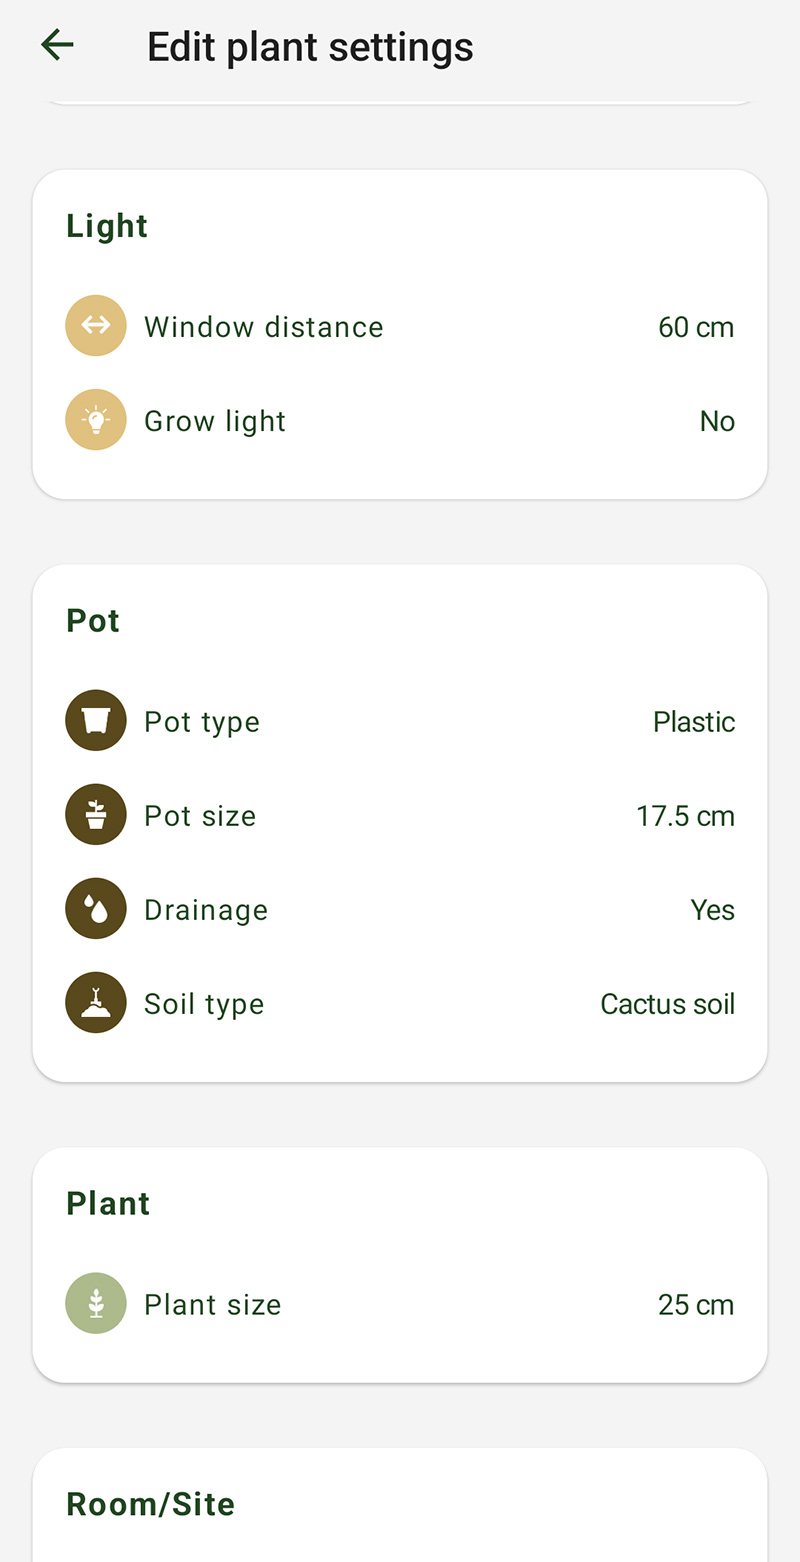 Edit plant settings
Light
Window distance 60 cm
Grow light No
Pot
Pot type Plastic
Pot size 17.5 cm
Drainage Yes
Soil type Cactus soil
Plant
Plant size 25 cm
Room/Site